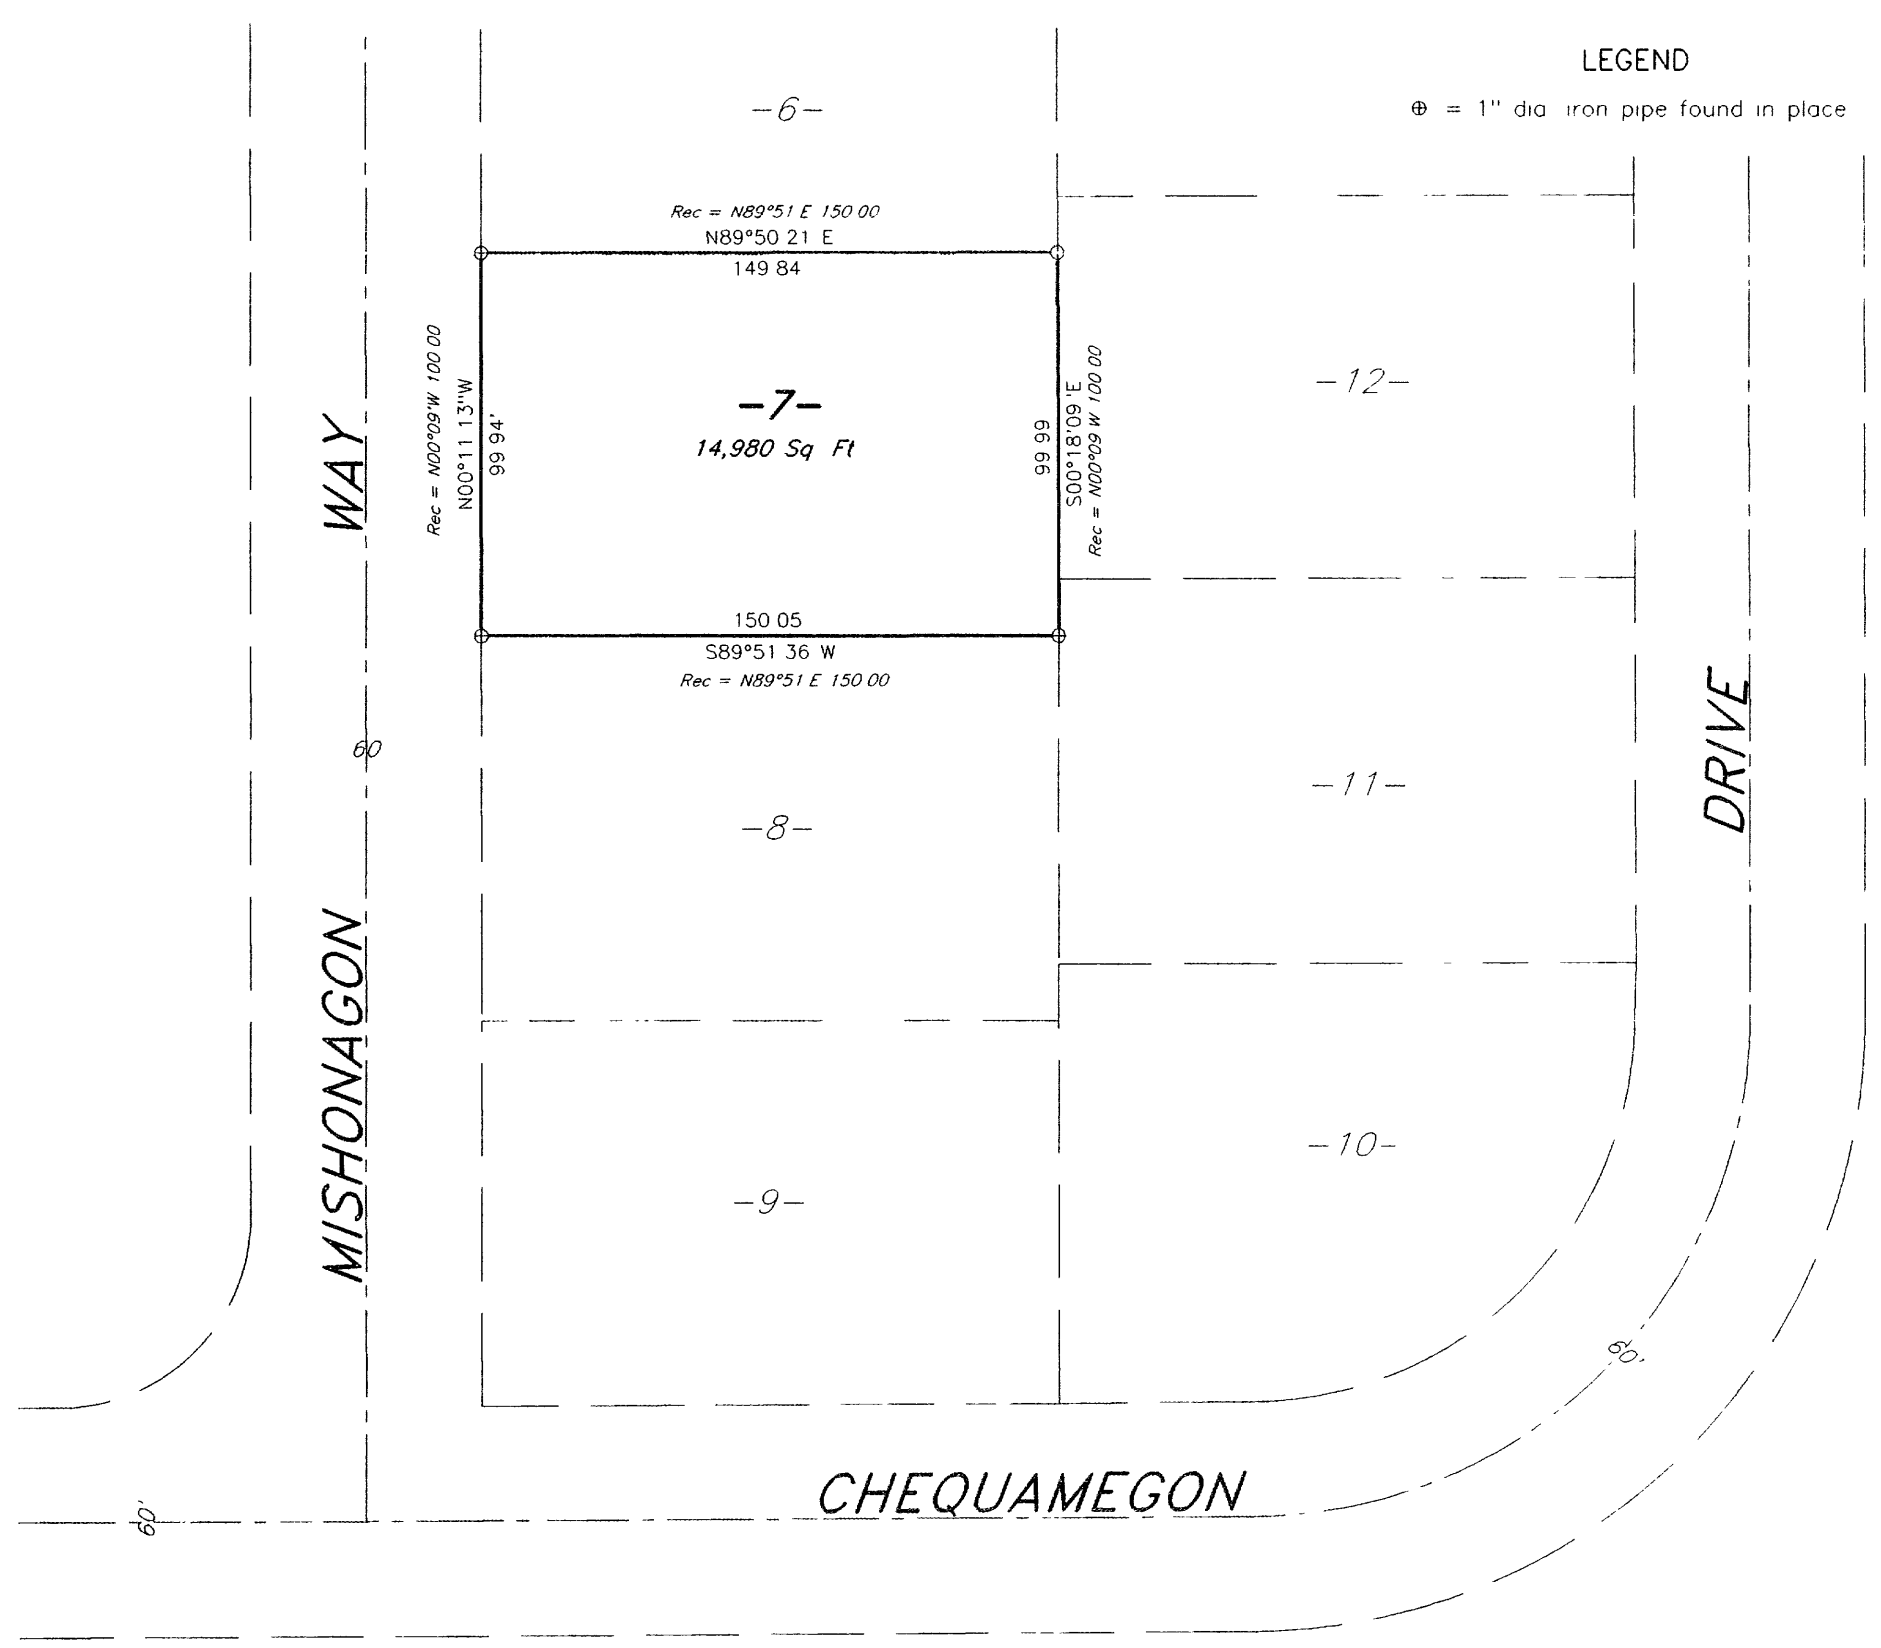 LEGEND
⊕ = 1" dia iron pipe found in place
-6-
Rec = N89°51 E 150 00
N89°50 21 E
149 84
Rec = N00°09'W 100 00
N00°11 13"W
99 94'
-7-
14,980 Sq Ft
99 99
S00°18'09 'E
Rec = N00°09 W 100 00
-12-
150 05
S89°51 36 W
Rec = N89°51 E 150 00
WAY
60
-8-
-11-
DRIVE
MISHONAGON
-9-
-10-
60'
CHEQUAMEGON
60'